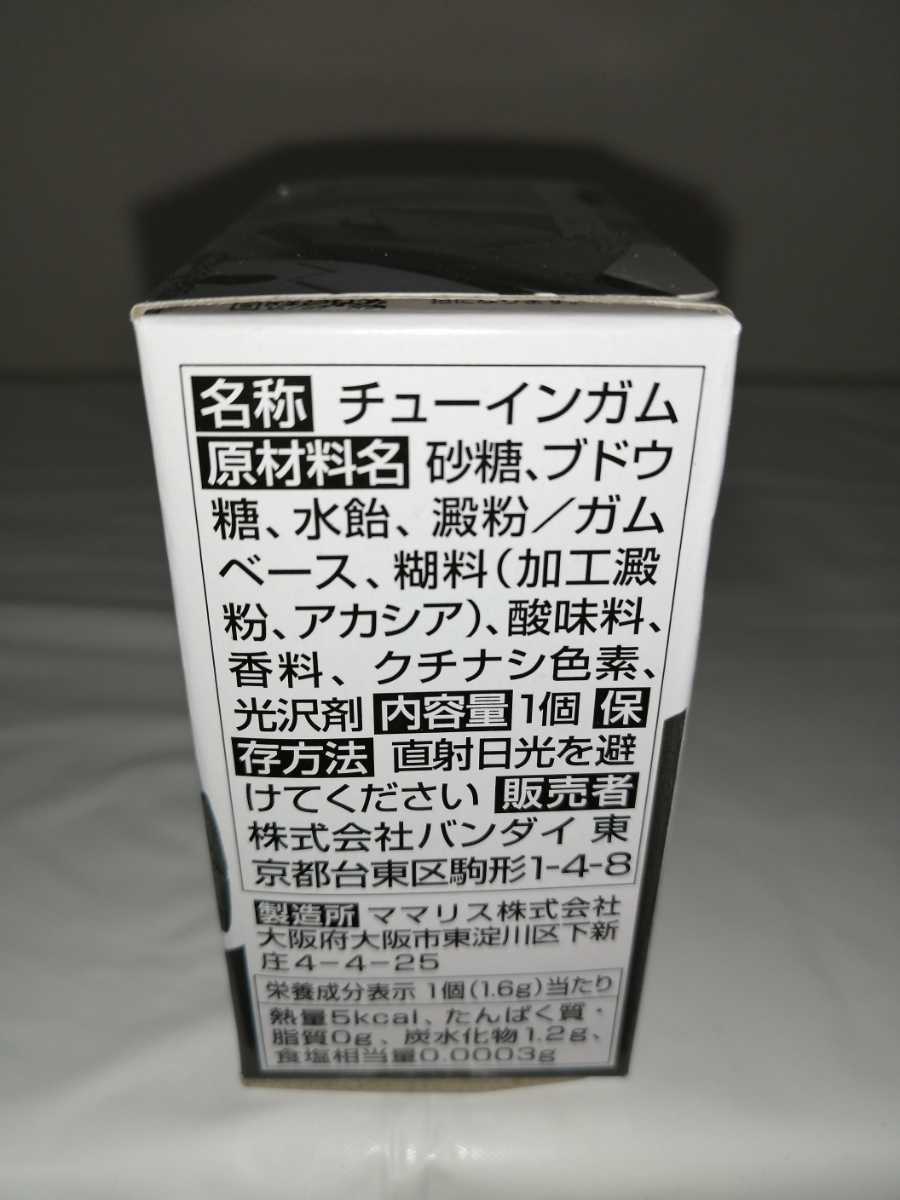 名称 チューインガム
原材料名 砂糖、ブドウ
糖、水飴、澱粉／ガム
ベース、糊料(加工澱
粉、アカシア)、酸味料、
香料、クチナシ色素、
光沢剤 内容量 1個 保
存方法 直射日光を避
けてください 販売者
株式会社バンダイ 東
京都台東区駒形1-4-8
製造所 ママリス株式会社
大阪府大阪市東淀川区下新
庄4-4-25
栄養成分表示 1個(1.6g)当たり
熱量5kcal、たんぱく質・
脂質0g、炭水化物1.2g、
食塩相当量0.0003g